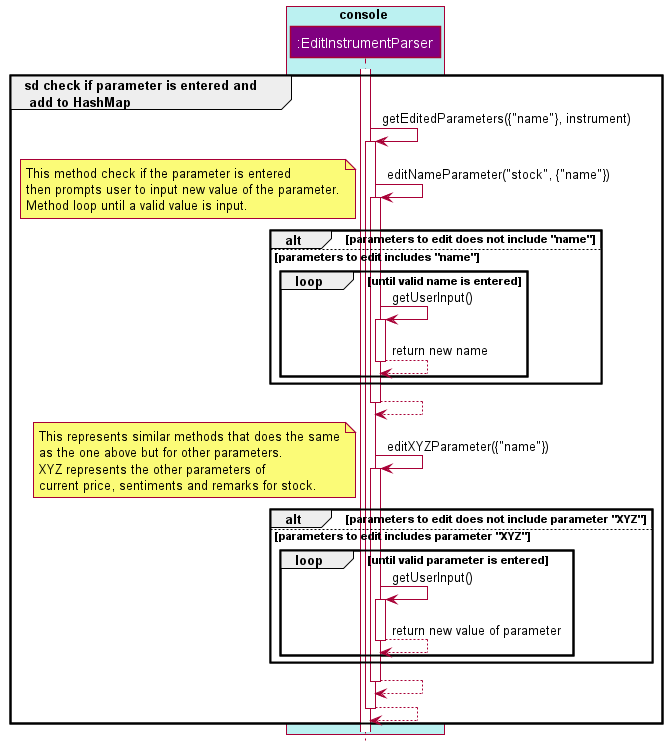 console
:EditInstrumentParser
sd check if parameter is entered and
add to HashMap
getEditedParameters({"name"}, instrument)
This method check if the parameter is entered
then prompts user to input new value of the parameter.
Method loop until a valid value is input.
editNameParameter("stock", {"name"})
alt [parameters to edit does not include "name"]
[parameters to edit includes "name"]
loop [until valid name is entered]
getUserInput()
return new name
This represents similar methods that does the same
as the one above but for other parameters.
XYZ represents the other parameters of
current price, sentiments and remarks for stock.
editXYZParameter({"name"})
alt [parameters to edit does not include parameter "XYZ"]
[parameters to edit includes parameter "XYZ"]
loop [until valid parameter is entered]
getUserInput()
return new value of parameter